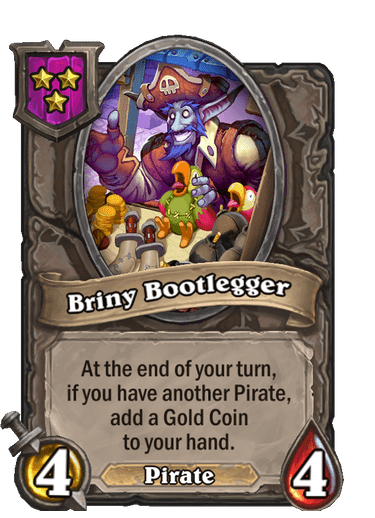 Briny Bootlegger
At the end of your turn,
if you have another Pirate,
add a Gold Coin
to your hand.
4
Pirate
4